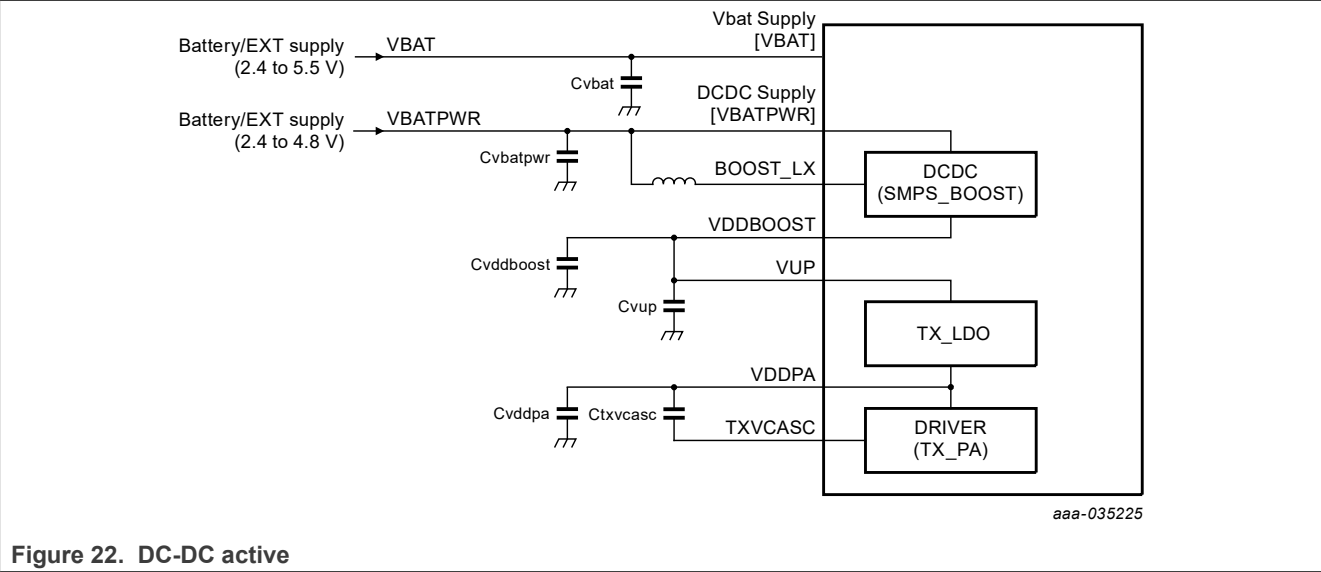 Vbat Supply
[VBAT]
Battery/EXT supply
(2.4 to 5.5 V)
VBAT
Cvbat
DCDC Supply
[VBATPWR]
Battery/EXT supply
(2.4 to 4.8 V)
VBATPWR
Cvbatpwr
BOOST_LX
DCDC
(SMPS_BOOST)
VDDBOOST
Cvddboost
VUP
Cvup
TX_LDO
VDDPA
Cvddpa
Ctxvcasc
TXVCASC
DRIVER
(TX_PA)
aaa-035225
Figure 22. DC-DC active